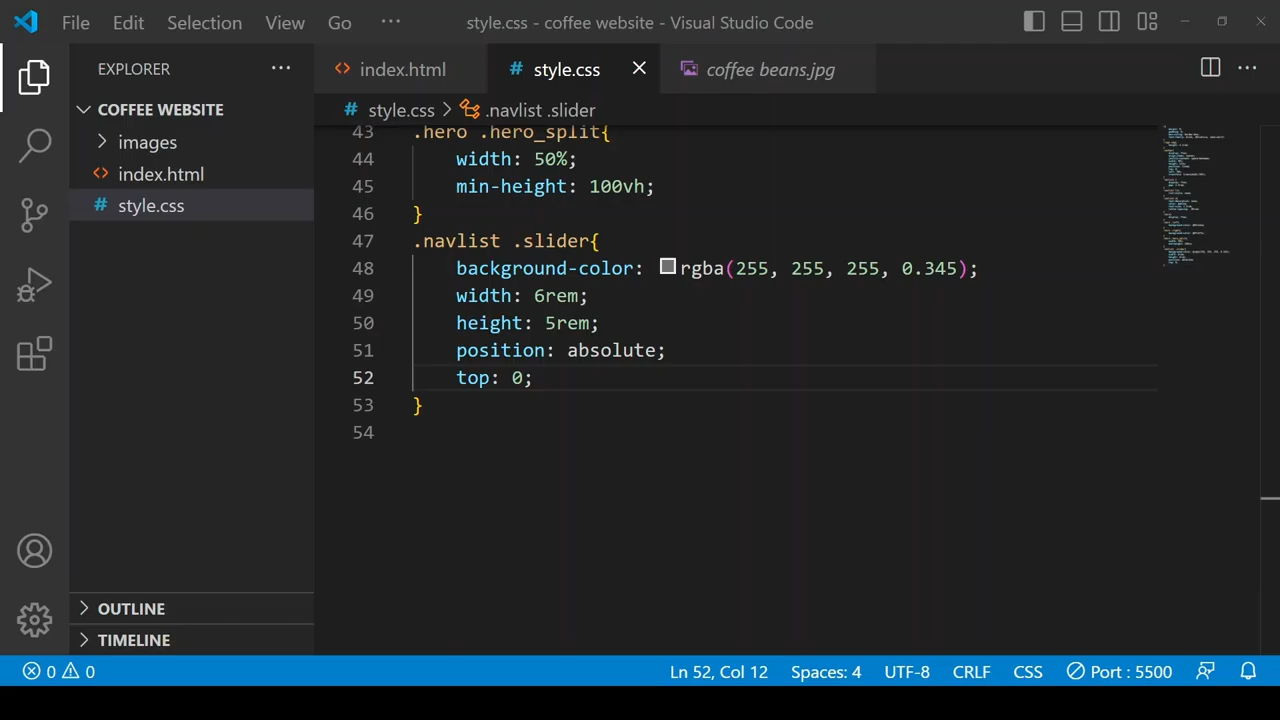 File Edit Selection View Go ··· style.css - coffee website - Visual Studio Code
EXPLORER ···
COFFEE WEBSITE
images
<> index.html
# style.css
OUTLINE
TIMELINE
<> index.html # style.css coffee beans.jpg ···
# style.css > .navlist .slider
43 .hero .hero_split{
44 width: 50%;
45 min-height: 100vh;
46 }
47 .navlist .slider{
48 background-color: rgba(255, 255, 255, 0.345);
49 width: 6rem;
50 height: 5rem;
51 position: absolute;
52 top: 0;
53 }
54
0 0 Ln 52, Col 12 Spaces: 4 UTF-8 CRLF CSS Port : 5500